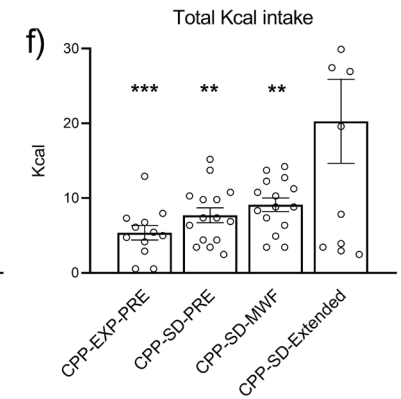 Total Kcal intake
f)
Kcal
30
20
10
0
*** ** **
CPP-EXP-PRE
CPP-SD-PRE
CPP-SD-MWF
CPP-SD-Extended